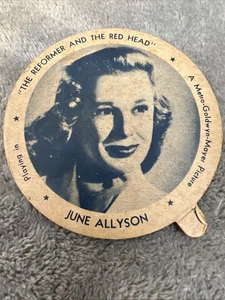 "THE REFORMER AND THE RED HEAD"
A Metro-Goldwyn-Mayer Picture
JUNE ALLYSON
Playing in